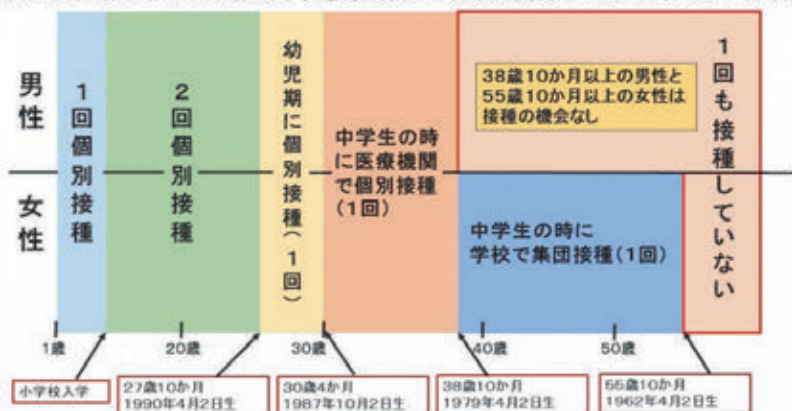 男性
女性
1回個別接種
2回個別接種
幼児期に個別接種(1回)
中学生の時
に医療機関
で個別接種
(1回)
38歳10か月以上の男性と
55歳10か月以上の女性は
接種の機会なし
1回も接種していない
中学生の時に
学校で集団接種(1回)
1歳
20歳
30歳
40歳
50歳
小学校入学
27歳10か月
1990年4月2日生
30歳4か月
1987年10月2日生
38歳10か月
1979年4月2日生
55歳10か月
1962年4月2日生